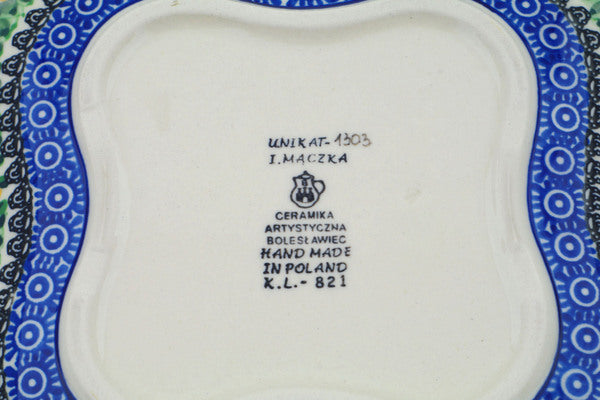 UNIKAT-1303
I.MACZKA
CERAMIKA
ARTYSTYCZNA
BOLESŁAWIEC
HAND MADE
IN POLAND
K.L.- 821